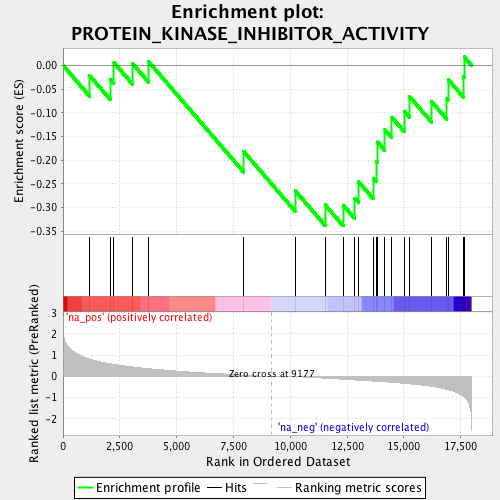 Enrichment plot:
PROTEIN_KINASE_INHIBITOR_ACTIVITY
Enrichment score (ES)
0.00
-0.05
-0.10
-0.15
-0.20
-0.25
-0.30
-0.35
'na_pos' (positively correlated)
Ranked list metric (PreRanked)
3
2
1
0
-1
-2
Zero cross at 9177
'na_neg' (negatively correlated)
0
2,500
5,000
7,500
10,000
12,500
15,000
17,500
Rank in Ordered Dataset
Enrichment profile
Hits
Ranking metric scores